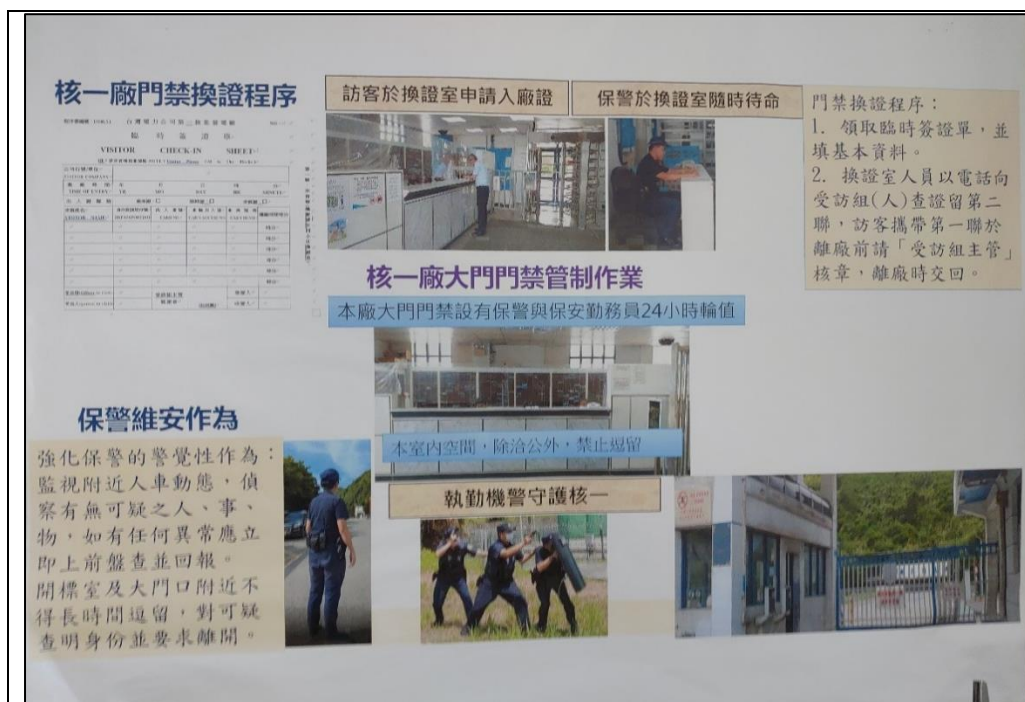 核一廠門禁換證程序
臨時簽證單
VISITOR CHECK-IN SHEET
訪客於換證室申請入廠證
保警於換證室隨時待命
門禁換證程序：
1. 領取臨時簽證單，並
填基本資料。
2. 換證室人員以電話向
受訪組(人)查證留第二
聯，訪客攜帶第一聯於
離廠前請「受訪組主管」
核章，離廠時交回。
核一廠大門門禁管制作業
本廠大門門禁設有保警與保安勤務員24小時輪值
本室內空間，除洽公外，禁止逗留
保警維安作為
強化保警的警覺性作為：
監視附近人車動態，偵
察有無可疑之人、事、
物，如有任何異常應立
即上前盤查並回報。
開標室及大門口附近不
得長時間逗留，對可疑
查明身份並要求離開。
執勤機警守護核一